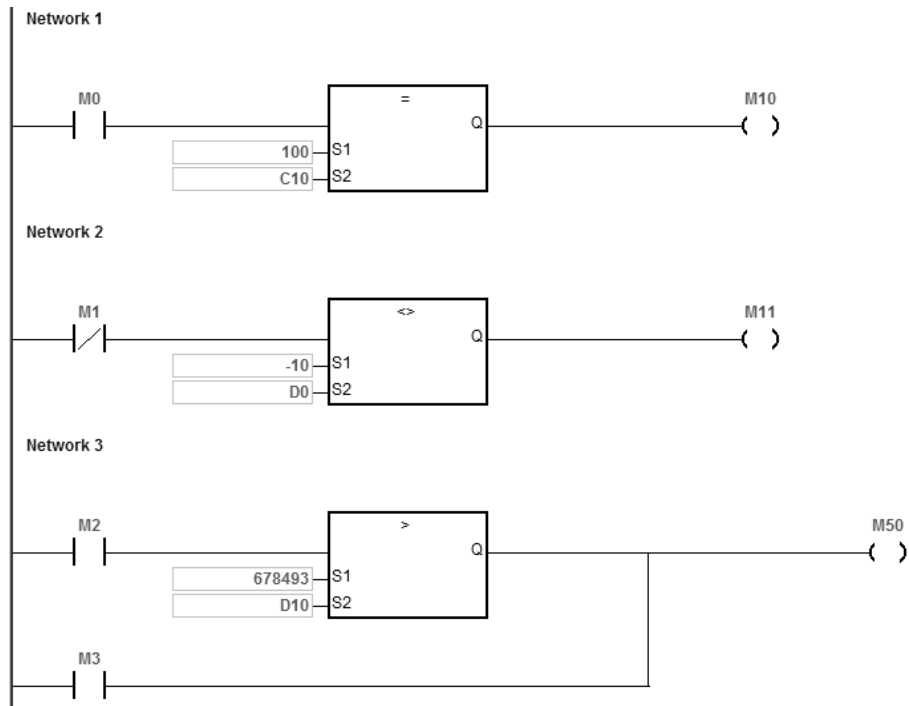 Network 1
M0
=
M10
Q
100 S1
C10 S2
Network 2
M1
<>
M11
Q
-10 S1
D0 S2
Network 3
M2
>
M50
Q
678493 S1
D10 S2
M3